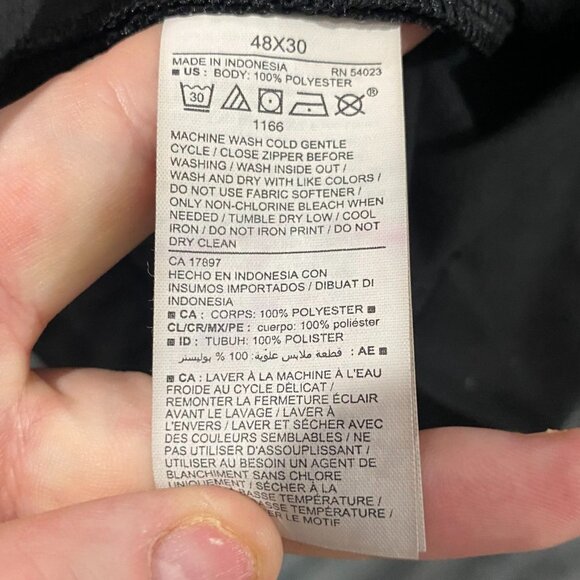 48X30
MADE IN INDONESIA RN 54023
■ US : BODY: 100% POLYESTER
30
®
1166
MACHINE WASH COLD GENTLE
CYCLE / CLOSE ZIPPER BEFORE
WASHING / WASH INSIDE OUT /
WASH AND DRY WITH LIKE COLORS /
DO NOT USE FABRIC SOFTENER /
ONLY NON-CHLORINE BLEACH WHEN
NEEDED / TUMBLE DRY LOW / COOL
IRON / DO NOT IRON PRINT / DO NOT
DRY CLEAN
CA 17897
HECHO EN INDONESIA CON
INSUMOS IMPORTADOS / DIBUAT DI
INDONESIA
■ CA : CORPS: 100% POLYESTER ■
CL/CR/MX/PE : cuerpo: 100% poliéster
■ ID : TUBUH: 100% POLISTER
■ AE : قطعة ملابس علوية: 100 % بوليستر
■ CA : LAVER À LA MACHINE À L'EAU
FROIDE AU CYCLE DÉLICAT /
REMONTER LA FERMETURE ÉCLAIR
AVANT LE LAVAGE / LAVER À
L'ENVERS / LAVER ET SÉCHER AVEC
DES COULEURS SEMBLABLES / NE
PAS UTILISER D'ASSOUPLISSANT /
UTILISER AU BESOIN UN AGENT DE
BLANCHIMENT SANS CHLORE
UNIQUEMENT / SÉCHER À LA
BASSE TEMPÉRATURE /
BASSE TEMPÉRATURE /
LE MOTIF